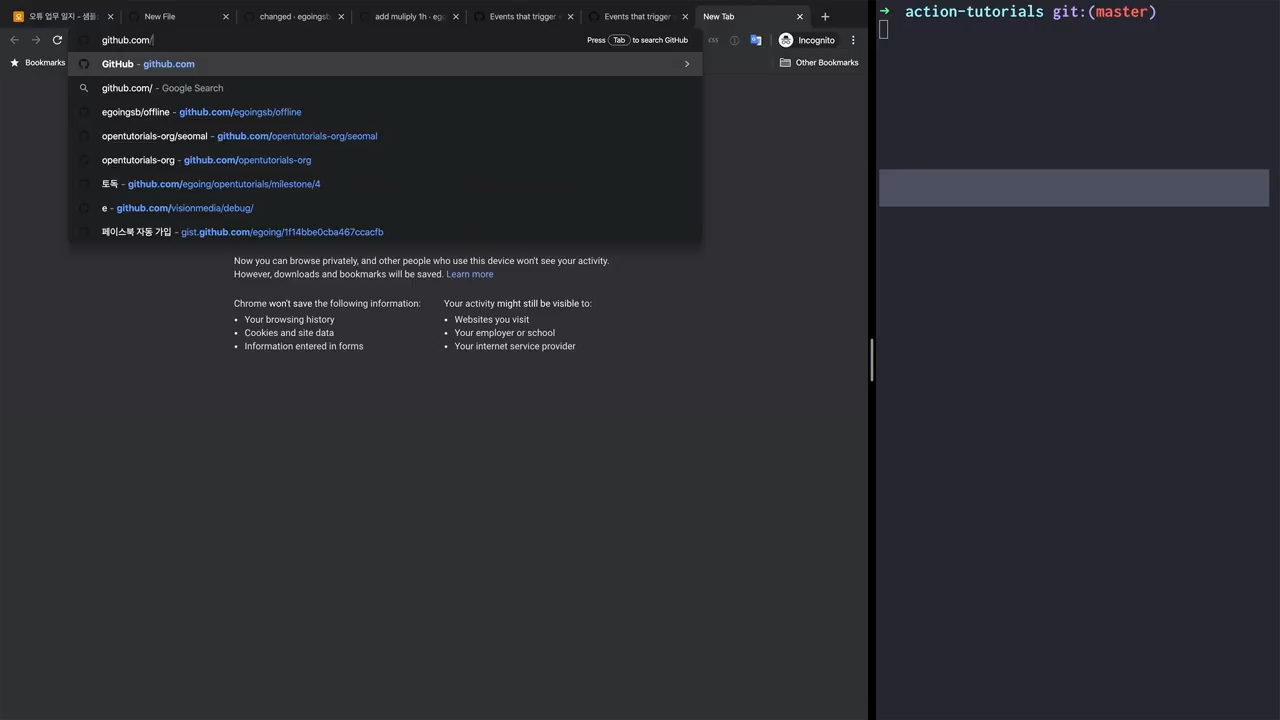 오류 업무 일지 - 샘플
New File
changed · egoingsb
add muliply 1h · ego
Events that trigger
Events that trigger
New Tab
github.com/
Press Tab to search GitHub
css
Incognito
Bookmarks
GitHub - github.com
Other Bookmarks
github.com/ - Google Search
egoingsb/offline - github.com/egoingsb/offline
opentutorials-org/seomal - github.com/opentutorials-org/seomal
opentutorials-org - github.com/opentutorials-org
토독 - github.com/egoing/opentutorials/milestone/4
e - github.com/visionmedia/debug/
페이스북 자동 가입 - gist.github.com/egoing/1f14bbe0cba467ccacfb
Now you can browse privately, and other people who use this device won't see your activity.
However, downloads and bookmarks will be saved. Learn more
Chrome won't save the following information:
• Your browsing history
• Cookies and site data
• Information entered in forms
Your activity might still be visible to:
• Websites you visit
• Your employer or school
• Your internet service provider
→ action-tutorials git:(master)